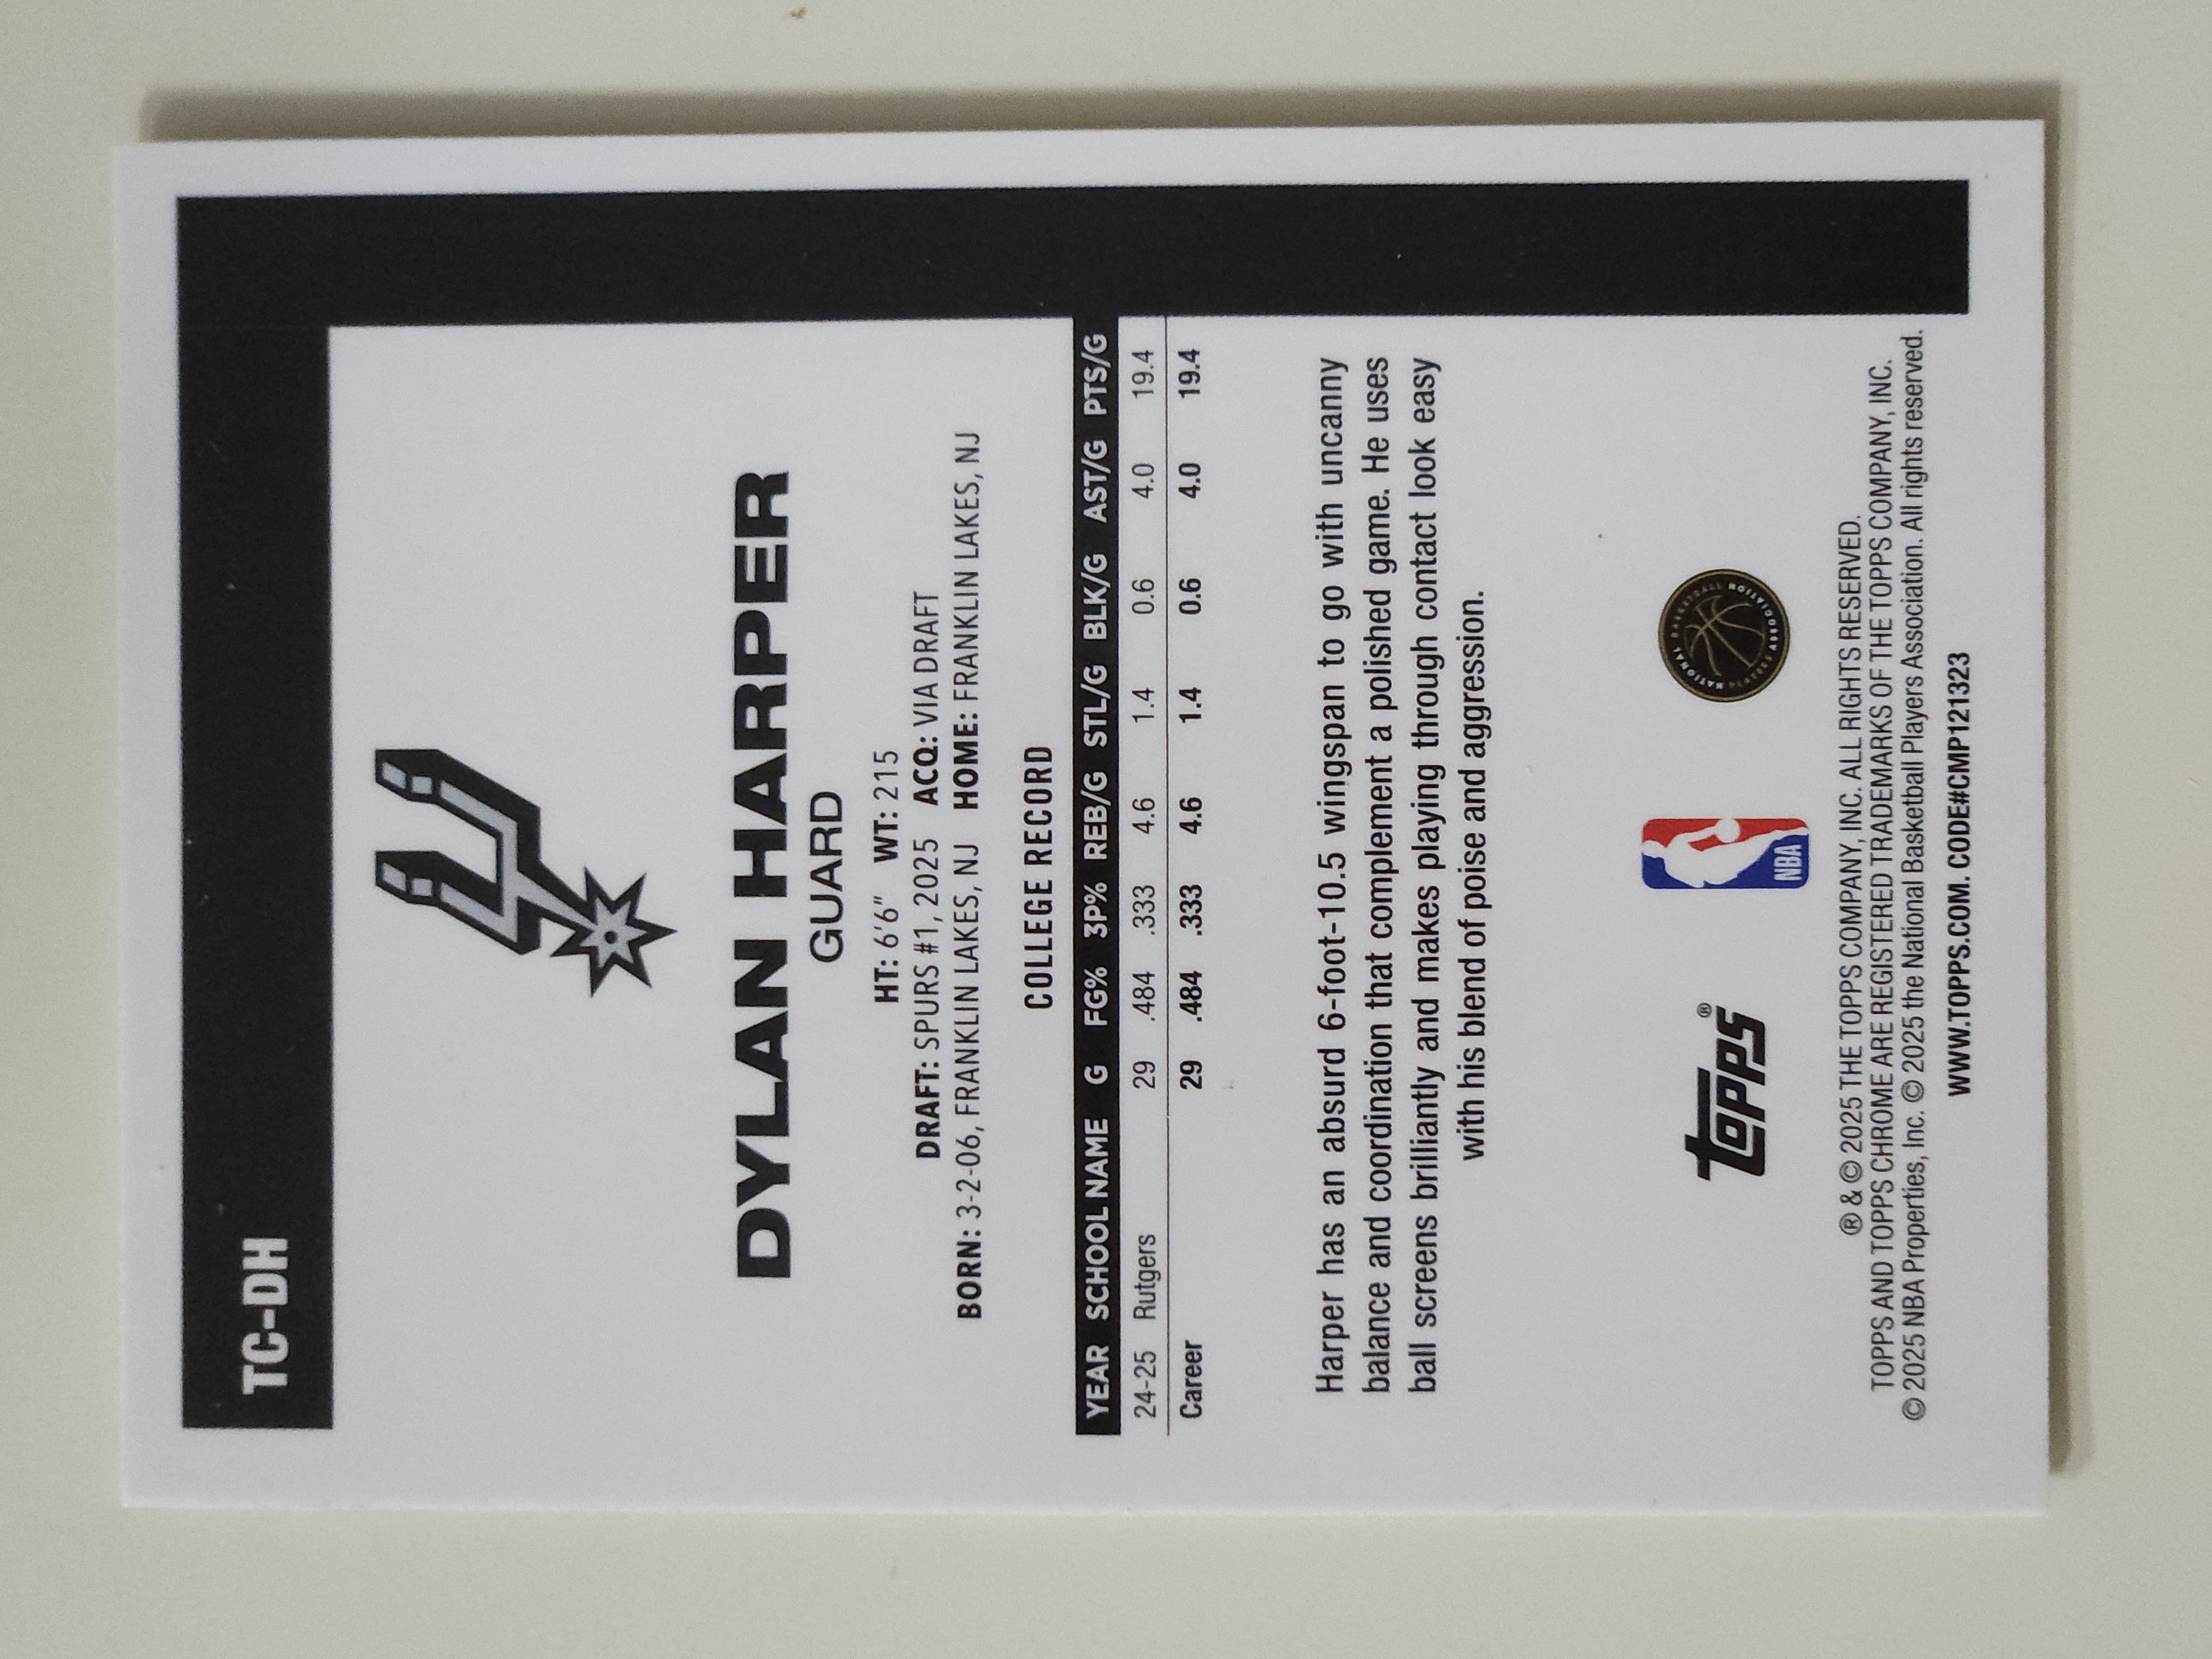 TC-DH
DYLAN HARPER
GUARD
HT: 6'6" WT: 215
DRAFT: SPURS #1, 2025 ACQ: VIA DRAFT
BORN: 3-2-06, FRANKLIN LAKES, NJ HOME: FRANKLIN LAKES, NJ
COLLEGE RECORD
YEAR SCHOOL NAME G FG% 3P% REB/G STL/G BLK/G AST/G PTS/G
24-25 Rutgers 29 .484 .333 4.6 1.4 0.6 4.0 19.4
Career 29 .484 .333 4.6 1.4 0.6 4.0 19.4
Harper has an absurd 6-foot-10.5 wingspan to go with uncanny
balance and coordination that complement a polished game. He uses
ball screens brilliantly and makes playing through contact look easy
with his blend of poise and aggression.
topps®
NBA
NATIONAL BASKETBALL
ASSOCIATION
® & © 2025 THE TOPPS COMPANY, INC. ALL RIGHTS RESERVED.
TOPPS AND TOPPS CHROME ARE REGISTERED TRADEMARKS OF THE TOPPS COMPANY, INC.
© 2025 NBA Properties, Inc. © 2025 the National Basketball Players Association. All rights reserved.
WWW.TOPPS.COM. CODE#CMP121323